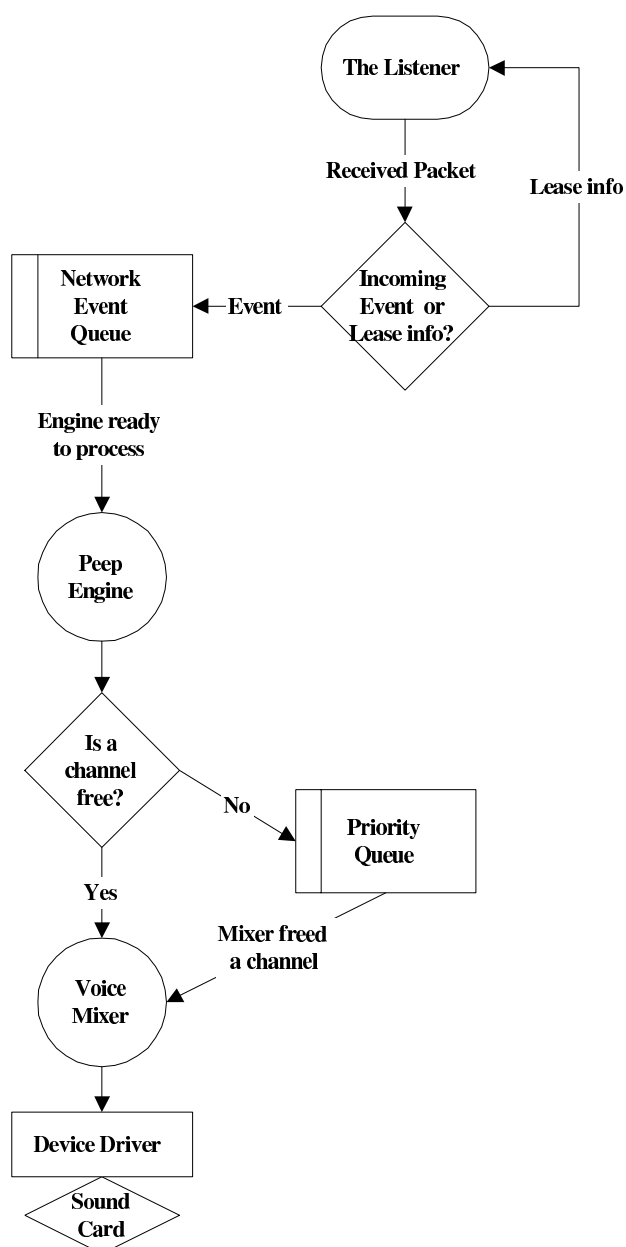 The Listener
Received Packet
Lease info
Incoming
Event or
Lease info?
Event
Network
Event
Queue
Engine ready
to process
Peep
Engine
Is a
channel
free?
No
Priority
Queue
Yes
Mixer freed
a channel
Voice
Mixer
Device Driver
Sound
Card